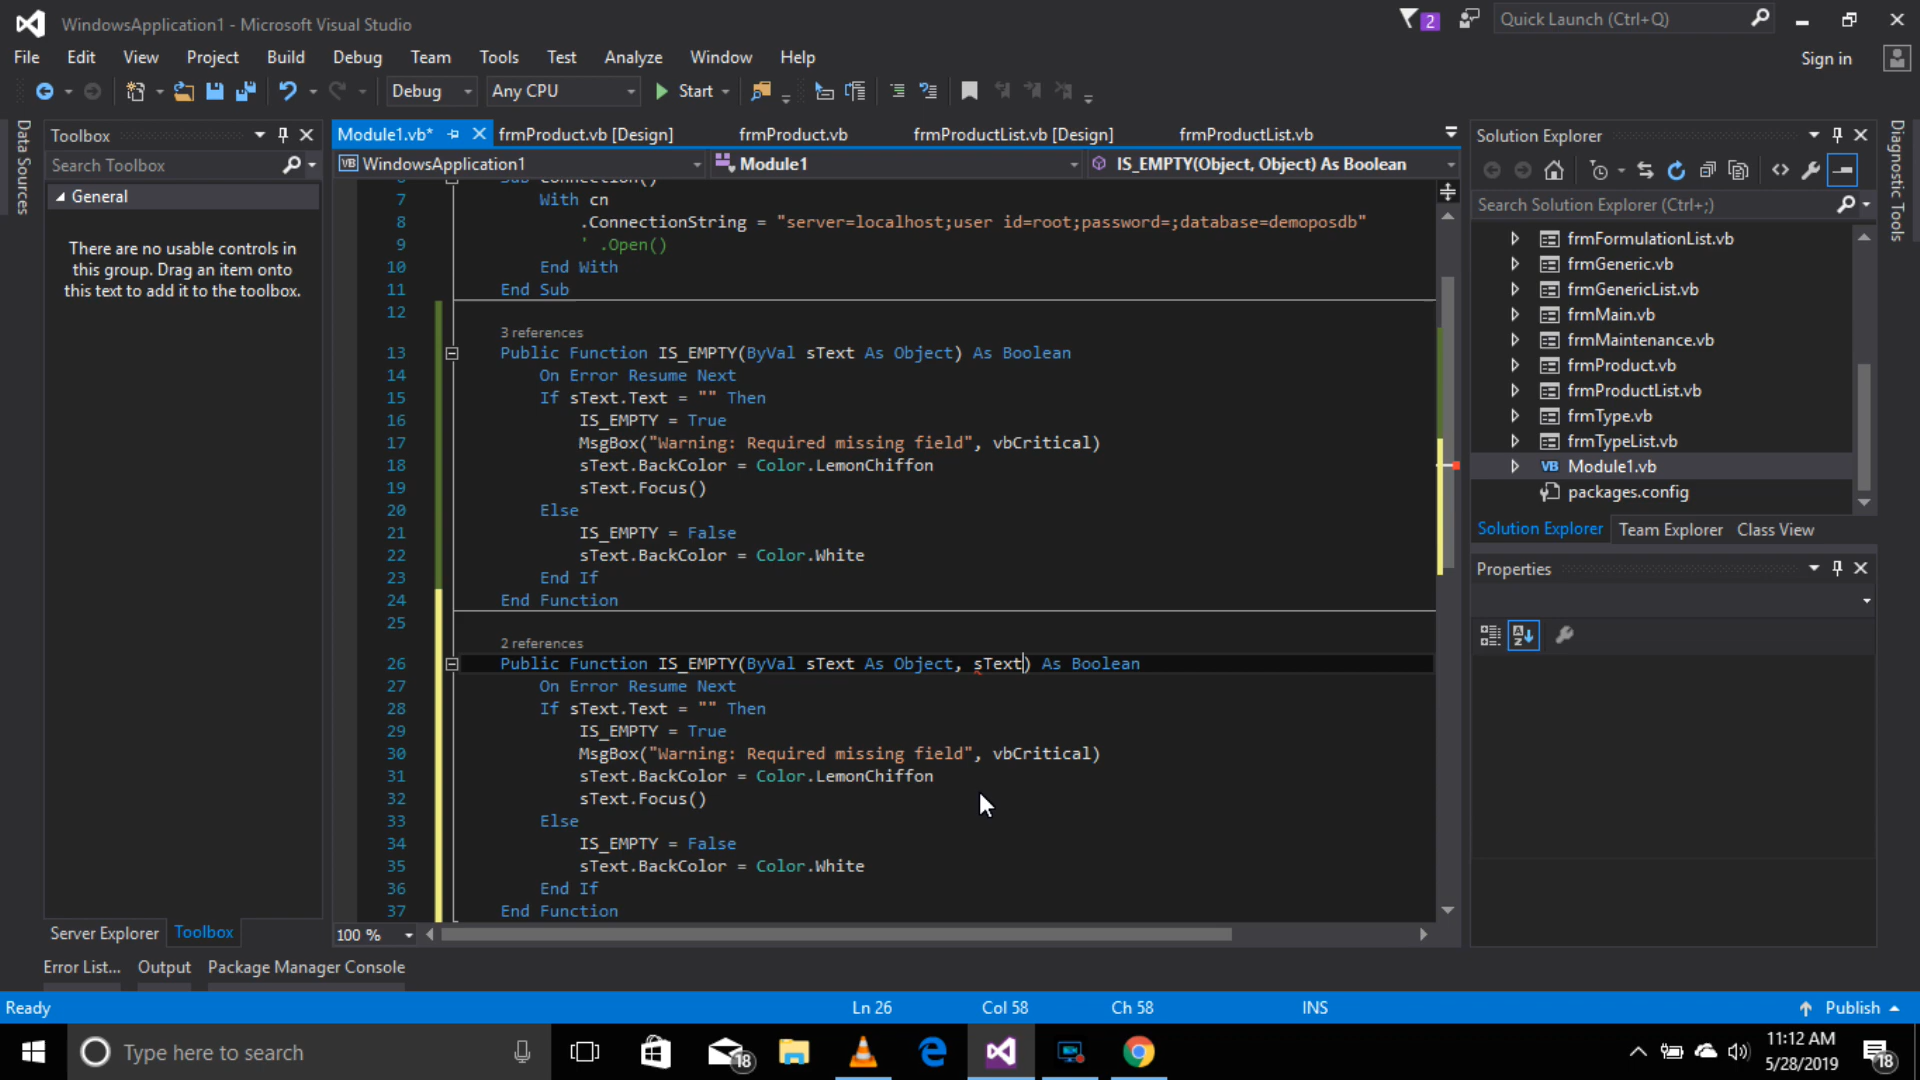 WindowsApplication1 - Microsoft Visual Studio
2
Quick Launch (Ctrl+Q)
File Edit View Project Build Debug Team Tools Test Analyze Window Help
Sign in
Debug Any CPU Start
Data Sources
Toolbox
Search Toolbox
General
There are no usable controls in
this group. Drag an item onto
this text to add it to the toolbox.
Server Explorer Toolbox
Module1.vb* frmProduct.vb [Design] frmProduct.vb frmProductList.vb [Design] frmProductList.vb
WindowsApplication1 Module1 IS_EMPTY(Object, Object) As Boolean
7 With cn
8 .ConnectionString = "server=localhost;user id=root;password=;database=demoposdb"
9 ' .Open()
10 End With
11 End Sub
12
3 references
13 Public Function IS_EMPTY(ByVal sText As Object) As Boolean
14 On Error Resume Next
15 If sText.Text = "" Then
16 IS_EMPTY = True
17 MsgBox("Warning: Required missing field", vbCritical)
18 sText.BackColor = Color.LemonChiffon
19 sText.Focus()
20 Else
21 IS_EMPTY = False
22 sText.BackColor = Color.White
23 End If
24 End Function
25
2 references
26 Public Function IS_EMPTY(ByVal sText As Object, sText) As Boolean
27 On Error Resume Next
28 If sText.Text = "" Then
29 IS_EMPTY = True
30 MsgBox("Warning: Required missing field", vbCritical)
31 sText.BackColor = Color.LemonChiffon
32 sText.Focus()
33 Else
34 IS_EMPTY = False
35 sText.BackColor = Color.White
36 End If
37 End Function
100 %
Solution Explorer
Search Solution Explorer (Ctrl+;)
frmFormulationList.vb
frmGeneric.vb
frmGenericList.vb
frmMain.vb
frmMaintenance.vb
frmProduct.vb
frmProductList.vb
frmType.vb
frmTypeList.vb
VB Module1.vb
packages.config
Solution Explorer Team Explorer Class View
Properties
Diagnostic Tools
Error List... Output Package Manager Console
Ready Ln 26 Col 58 Ch 58 INS Publish
Type here to search
18
11:12 AM
5/28/2019
18